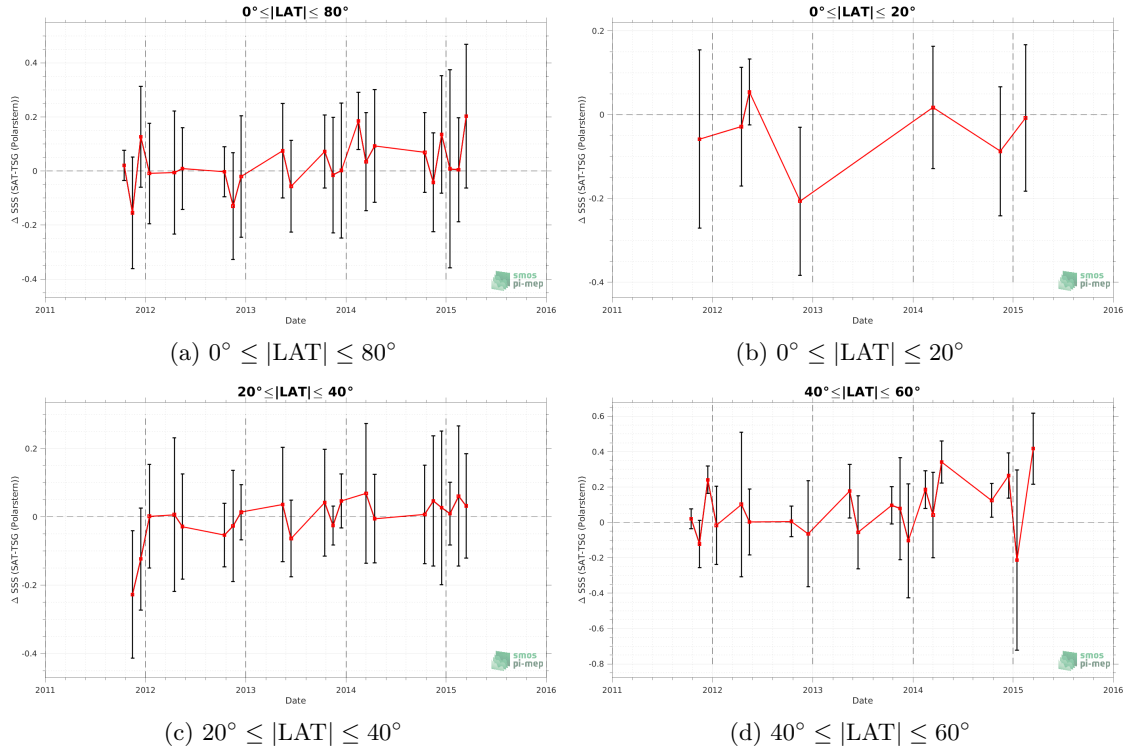 0°≤|LAT|≤ 80°
Δ SSS (SAT-TSG (Polarstern))
0.4
0.2
0
-0.2
-0.4
2011 2012 2013 2014 2015 2016
Date
smos
pi-mep
(a) 0° ≤ |LAT| ≤ 80°
0°≤|LAT|≤ 20°
Δ SSS (SAT-TSG (Polarstern))
0.2
0
-0.2
-0.4
2011 2012 2013 2014 2015 2016
Date
smos
pi-mep
(b) 0° ≤ |LAT| ≤ 20°
20°≤|LAT|≤ 40°
Δ SSS (SAT-TSG (Polarstern))
0.2
0
-0.2
-0.4
2011 2012 2013 2014 2015 2016
Date
smos
pi-mep
(c) 20° ≤ |LAT| ≤ 40°
40°≤|LAT|≤ 60°
Δ SSS (SAT-TSG (Polarstern))
0.6
0.4
0.2
0
-0.2
-0.4
-0.6
-0.8
2011 2012 2013 2014 2015 2016
Date
smos
pi-mep
(d) 40° ≤ |LAT| ≤ 60°